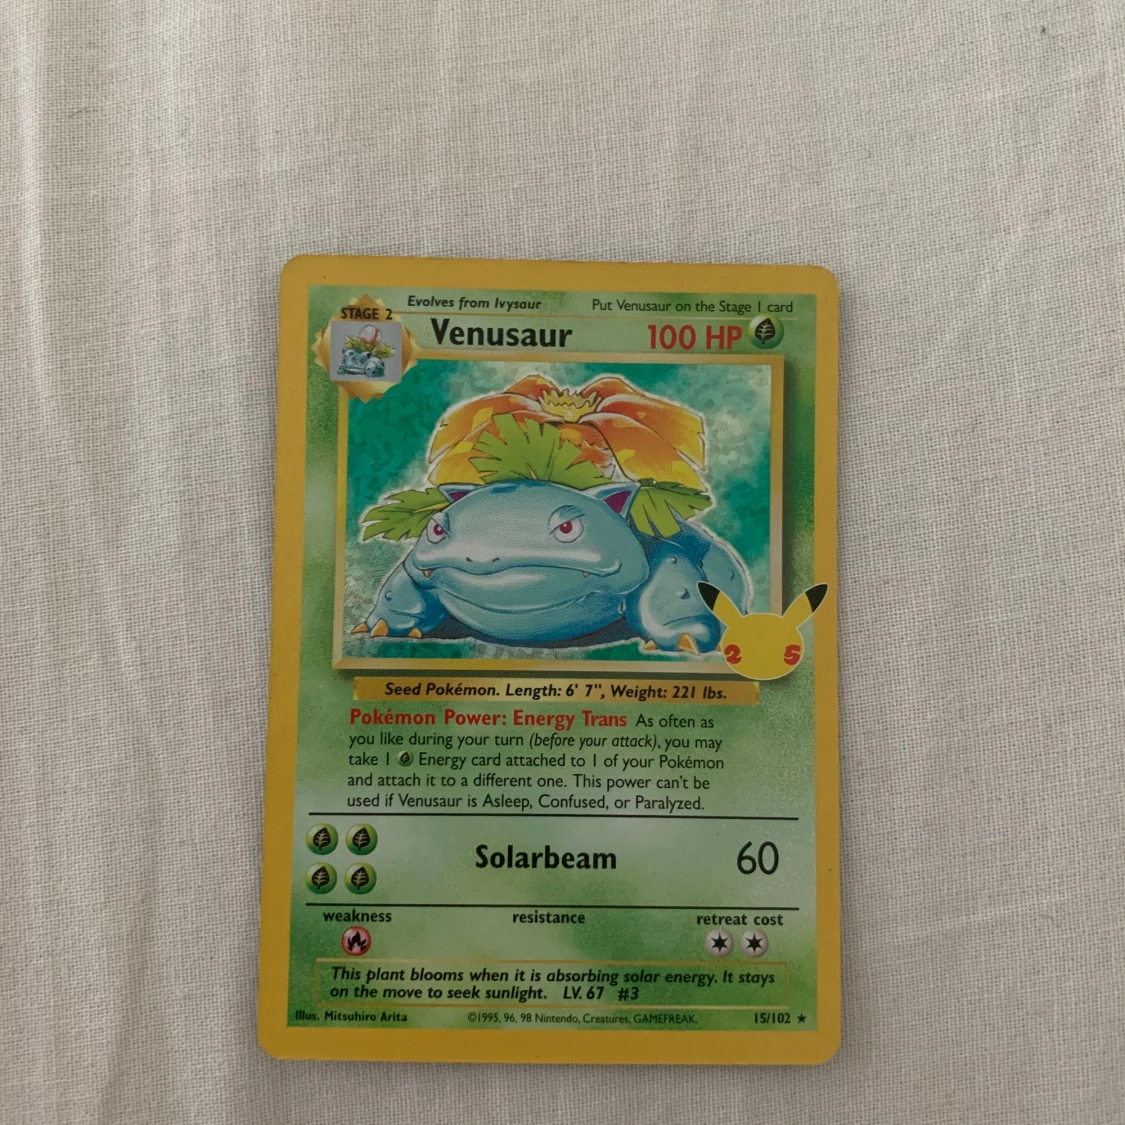 Evolves from Ivysaur Put Venusaur on the Stage 1 card
STAGE 2
Venusaur 100 HP
25
Seed Pokémon. Length: 6' 7", Weight: 221 lbs.
Pokémon Power: Energy Trans As often as
you like during your turn (before your attack), you may
take 1 Energy card attached to 1 of your Pokémon
and attach it to a different one. This power can't be
used if Venusaur is Asleep, Confused, or Paralyzed.
Solarbeam 60
weakness resistance retreat cost
This plant blooms when it is absorbing solar energy. It stays
on the move to seek sunlight. LV. 67 #3
Illus. Mitsuhiro Arita ©1995, 96, 98 Nintendo, Creatures, GAMEFREAK. 15/102 ★